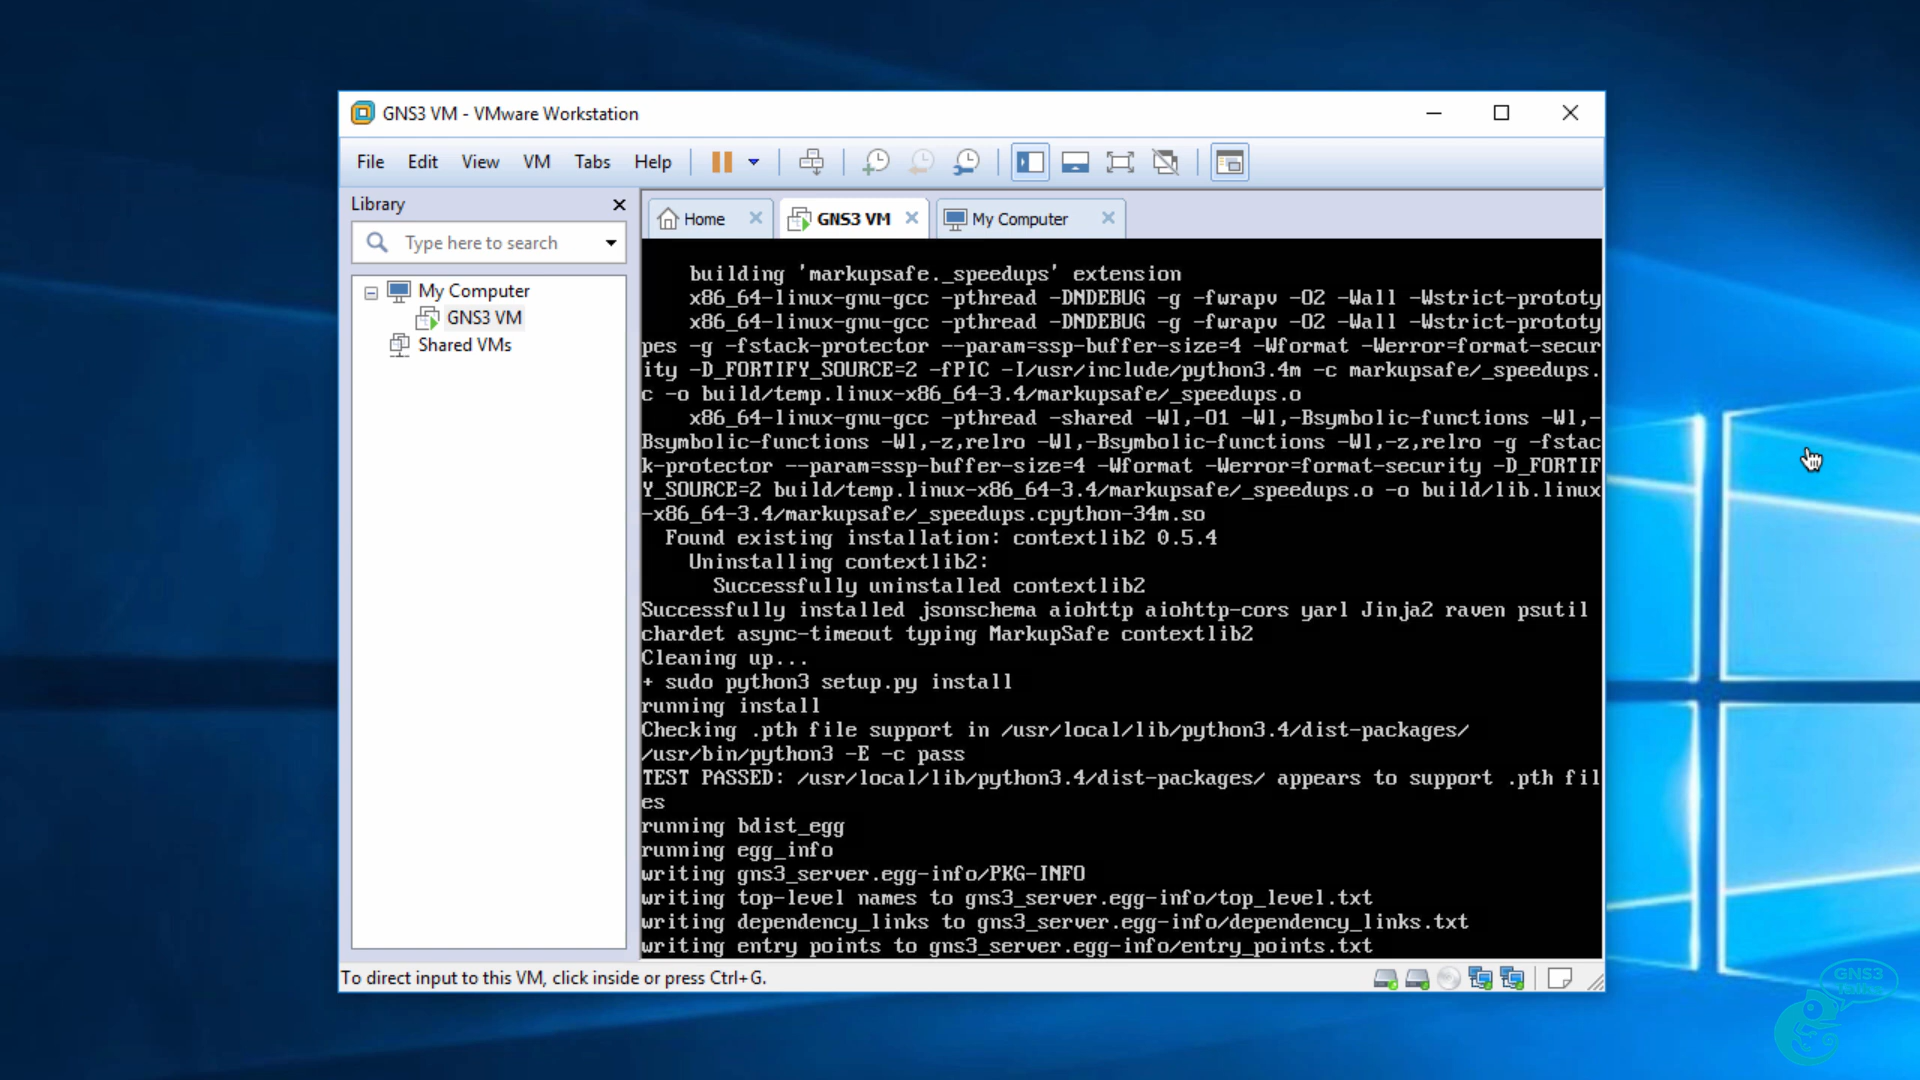 GNS3 VM - VMware Workstation
File Edit View VM Tabs Help
Library
Type here to search
My Computer
GNS3 VM
Shared VMs
Home
GNS3 VM
My Computer
building 'markupsafe._speedups' extension
x86_64-linux-gnu-gcc -pthread -DNDEBUG -g -fwrapv -O2 -Wall -Wstrict-prototy
x86_64-linux-gnu-gcc -pthread -DNDEBUG -g -fwrapv -O2 -Wall -Wstrict-prototy
pes -g -fstack-protector --param=ssp-buffer-size=4 -Wformat -Werror=format-secur
ity -D_FORTIFY_SOURCE=2 -fPIC -I/usr/include/python3.4m -c markupsafe/_speedups.
c -o build/temp.linux-x86_64-3.4/markupsafe/_speedups.o
x86_64-linux-gnu-gcc -pthread -shared -Wl,-O1 -Wl,-Bsymbolic-functions -Wl,-
Bsymbolic-functions -Wl,-z,relro -Wl,-Bsymbolic-functions -Wl,-z,relro -g -fstac
k-protector --param=ssp-buffer-size=4 -Wformat -Werror=format-security -D_FORTIF
Y_SOURCE=2 build/temp.linux-x86_64-3.4/markupsafe/_speedups.o -o build/lib.linux
-x86_64-3.4/markupsafe/_speedups.cpython-34m.so
Found existing installation: contextlib2 0.5.4
Uninstalling contextlib2:
Successfully uninstalled contextlib2
Successfully installed jsonschema aiohttp aiohttp-cors yarl Jinja2 raven psutil
chardet async-timeout typing MarkupSafe contextlib2
Cleaning up...
+ sudo python3 setup.py install
running install
Checking .pth file support in /usr/local/lib/python3.4/dist-packages/
/usr/bin/python3 -E -c pass
TEST PASSED: /usr/local/lib/python3.4/dist-packages/ appears to support .pth fil
es
running bdist_egg
running egg_info
writing gns3_server.egg-info/PKG-INFO
writing top-level names to gns3_server.egg-info/top_level.txt
writing dependency_links to gns3_server.egg-info/dependency_links.txt
writing entry points to gns3_server.egg-info/entry_points.txt
To direct input to this VM, click inside or press Ctrl+G.
GNS3
Talks